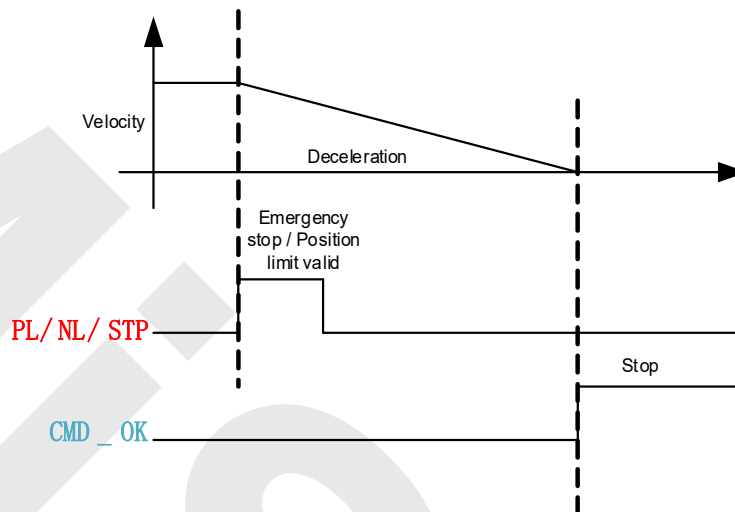 Velocity
Deceleration
Emergency
stop / Position
limit valid
PL/ NL/ STP
Stop
CMD _ OK